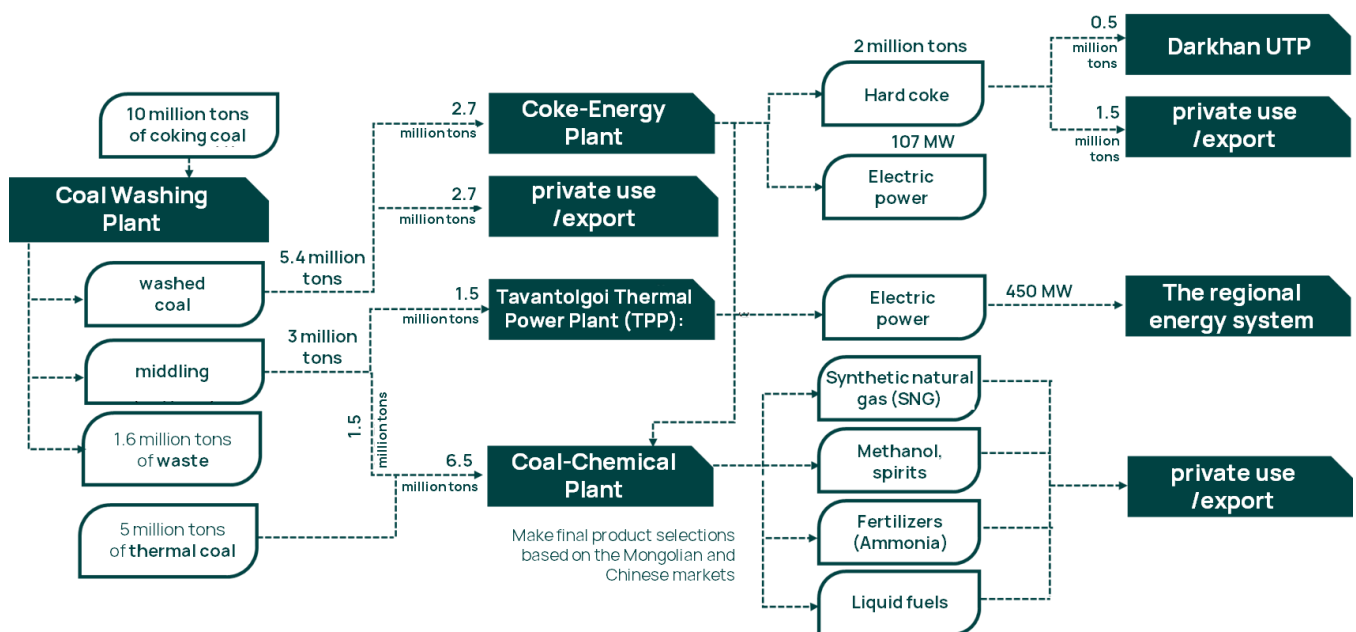 10 million tons
of coking coal
Coal Washing
Plant
washed
coal
middling
1.6 million tons
of waste
5 million tons
of thermal coal
5.4 million
tons
3 million
tons
2.7
million tons
2.7
million tons
1.5
million tons
1.5
million tons
6.5
million tons
Coke-Energy
Plant
private use
/export
Tavantolgoi Thermal
Power Plant (TPP):
Coal-Chemical
Plant
Make final product selections
based on the Mongolian and
Chinese markets
2 million tons
Hard coke
107 MW
Electric
power
Electric
power
450 MW
Synthetic natural
gas (SNG)
Methanol,
spirits
Fertilizers
(Ammonia)
Liquid fuels
0.5
million
tons
1.5
million
tons
Darkhan UTP
private use
/export
The regional
energy system
private use
/export